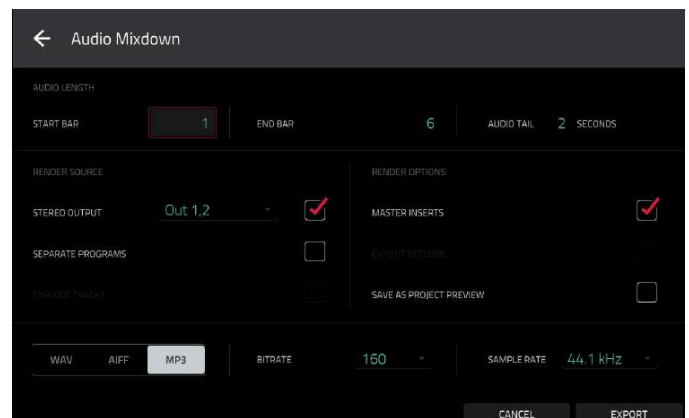 Audio Mixdown
AUDIO LENGTH
START BAR 1 END BAR 6 AUDIO TAIL 2 SECONDS
RENDER SOURCE RENDER OPTIONS
STEREO OUTPUT Out 1,2 MASTER INSERTS
SEPARATE PROGRAMS EXPORT RETURNS
EXPLODE TRACKS SAVE AS PROJECT PREVIEW
WAV AIFF MP3 BITRATE 160 SAMPLE RATE 44.1 kHz
CANCEL EXPORT